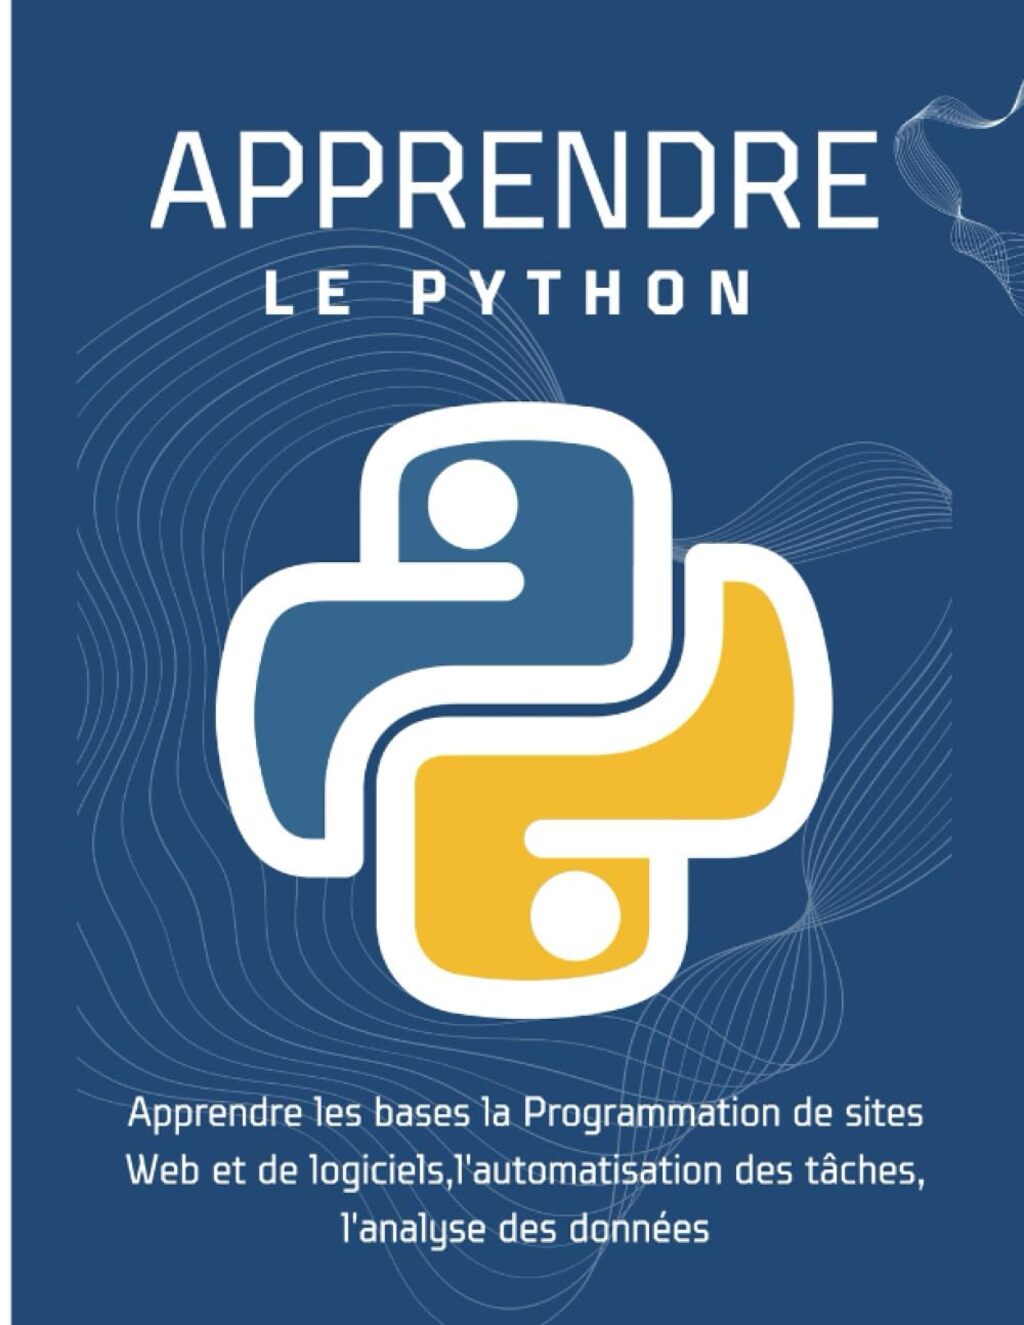 APPRENDRE
LE PYTHON
Apprendre les bases la Programmation de sites
Web et de logiciels,l'automatisation des tâches,
l'analyse des données